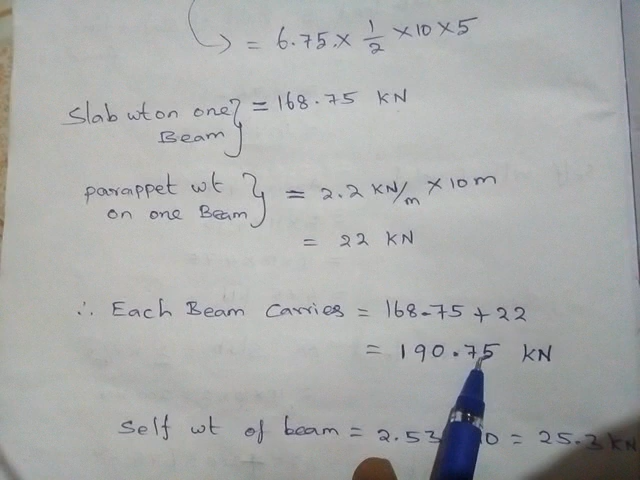 = 6.75 × 1/2 × 10 × 5
Slab wt on one Beam } = 168.75 KN
parappet wt on one Beam } = 2.2 KN/m × 10m
= 22 KN
∴ Each Beam Carries = 168.75 + 22
= 190.75 KN
Self wt of beam = 2.53 0 = 25.3 KN